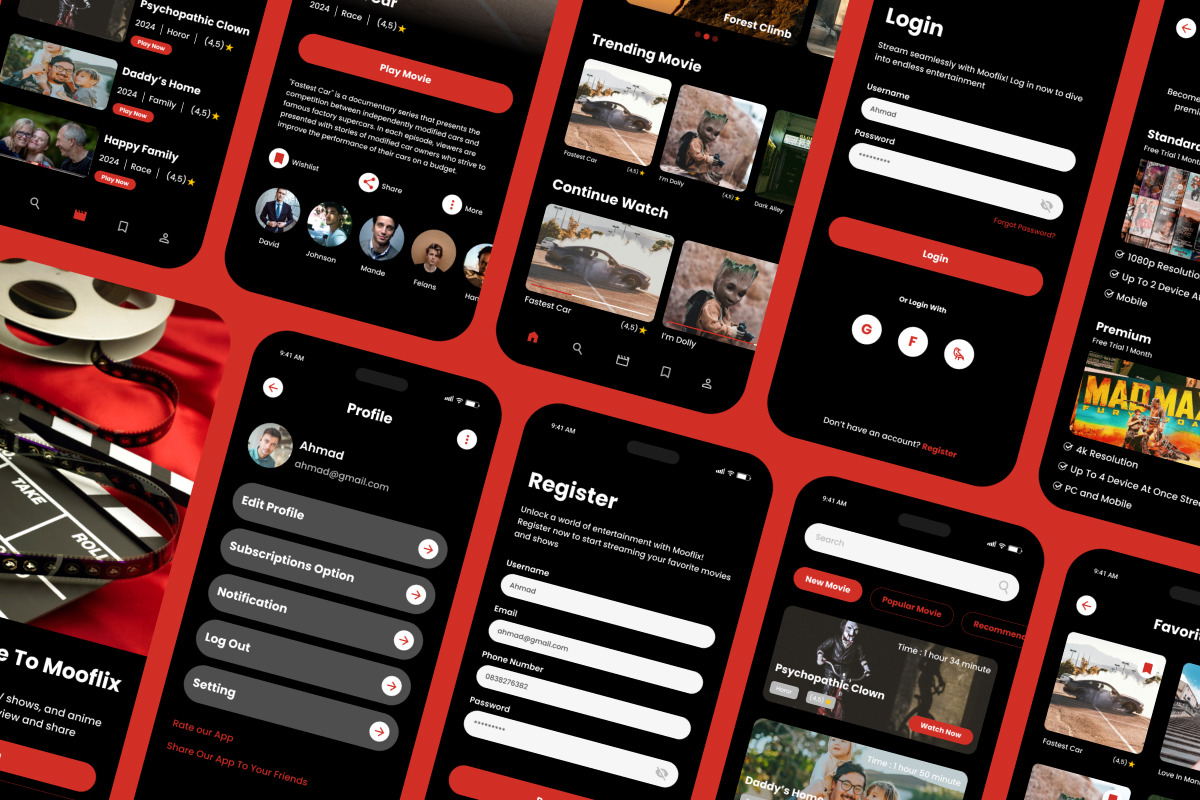 Psychopathic Clown
2024 | Horor | (4,5)
Play Now
Daddy's Home
2024 | Family | (4,5)
Play Now
Happy Family
2024 | Race | (4,5)
Play Now
2024 | Race | (4,5)
Play Movie
"Fastest Car" is a documentary series that presents the
competition between independently modified cars and
famous factory supercars. In each episode, viewers are
presented with stories of modified car owners who strive to
improve the performance of their cars on a budget.
Wishlist
Share
More
David
Johnson
Mande
Felans
Forest Climb
Trending Movie
Fastest Car
(4,5)
I'm Dolly
(4,5)
Dark Alley
Continue Watch
Fastest Car
(4,5)
I'm Dolly
Login
Stream seamlessly with Mooflix! Log in now to dive
into endless entertainment
Username
Ahmad
Password
*********
Forgot Password?
Login
Or Login With
G
F
Don't have an account? Register
Become
Standard
Free Trial 1 Month
1080p Resolution
Up To 2 Device A
Mobile
Premium
Free Trial 1 Month
MAD MAX
4k Resolution
Up To 4 Device At Once Stre
PC and Mobile
TAKE
ROLL
e To Mooflix
shows, and anime
view and share
9:41 AM
Profile
Ahmad
ahmad@gmail.com
Edit Profile
Subscriptions Option
Notification
Log Out
Setting
Rate our App
Share Our App To Your Friends
9:41 AM
Register
Unlock a world of entertainment with Mooflix!
Register now to start streaming your favorite movies
and shows
Username
Ahmad
Email
ahmad@gmail.com
Phone Number
0838276382
Password
*********
9:41 AM
Search
New Movie
Popular Movie
Recommen
Time : 1 hour 34 minute
Psychopathic Clown
Horor
(4,5)
Watch Now
Time : 1 hour 50 minute
Daddy's Home
9:41 AM
Favori
Fastest Car
(4,5)
Love In Mon